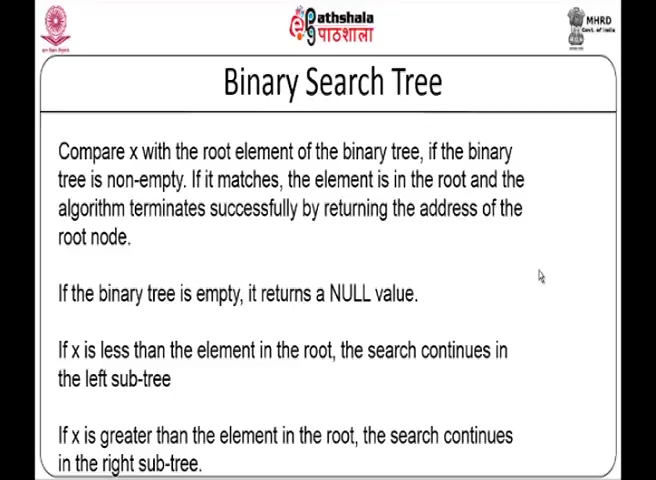 Pathshala
पाठशाला
MHRD
Govt. of India
Binary Search Tree
Compare x with the root element of the binary tree, if the binary
tree is non-empty. If it matches, the element is in the root and the
algorithm terminates successfully by returning the address of the
root node.
If the binary tree is empty, it returns a NULL value.
If x is less than the element in the root, the search continues in
the left sub-tree
If x is greater than the element in the root, the search continues
in the right sub-tree.